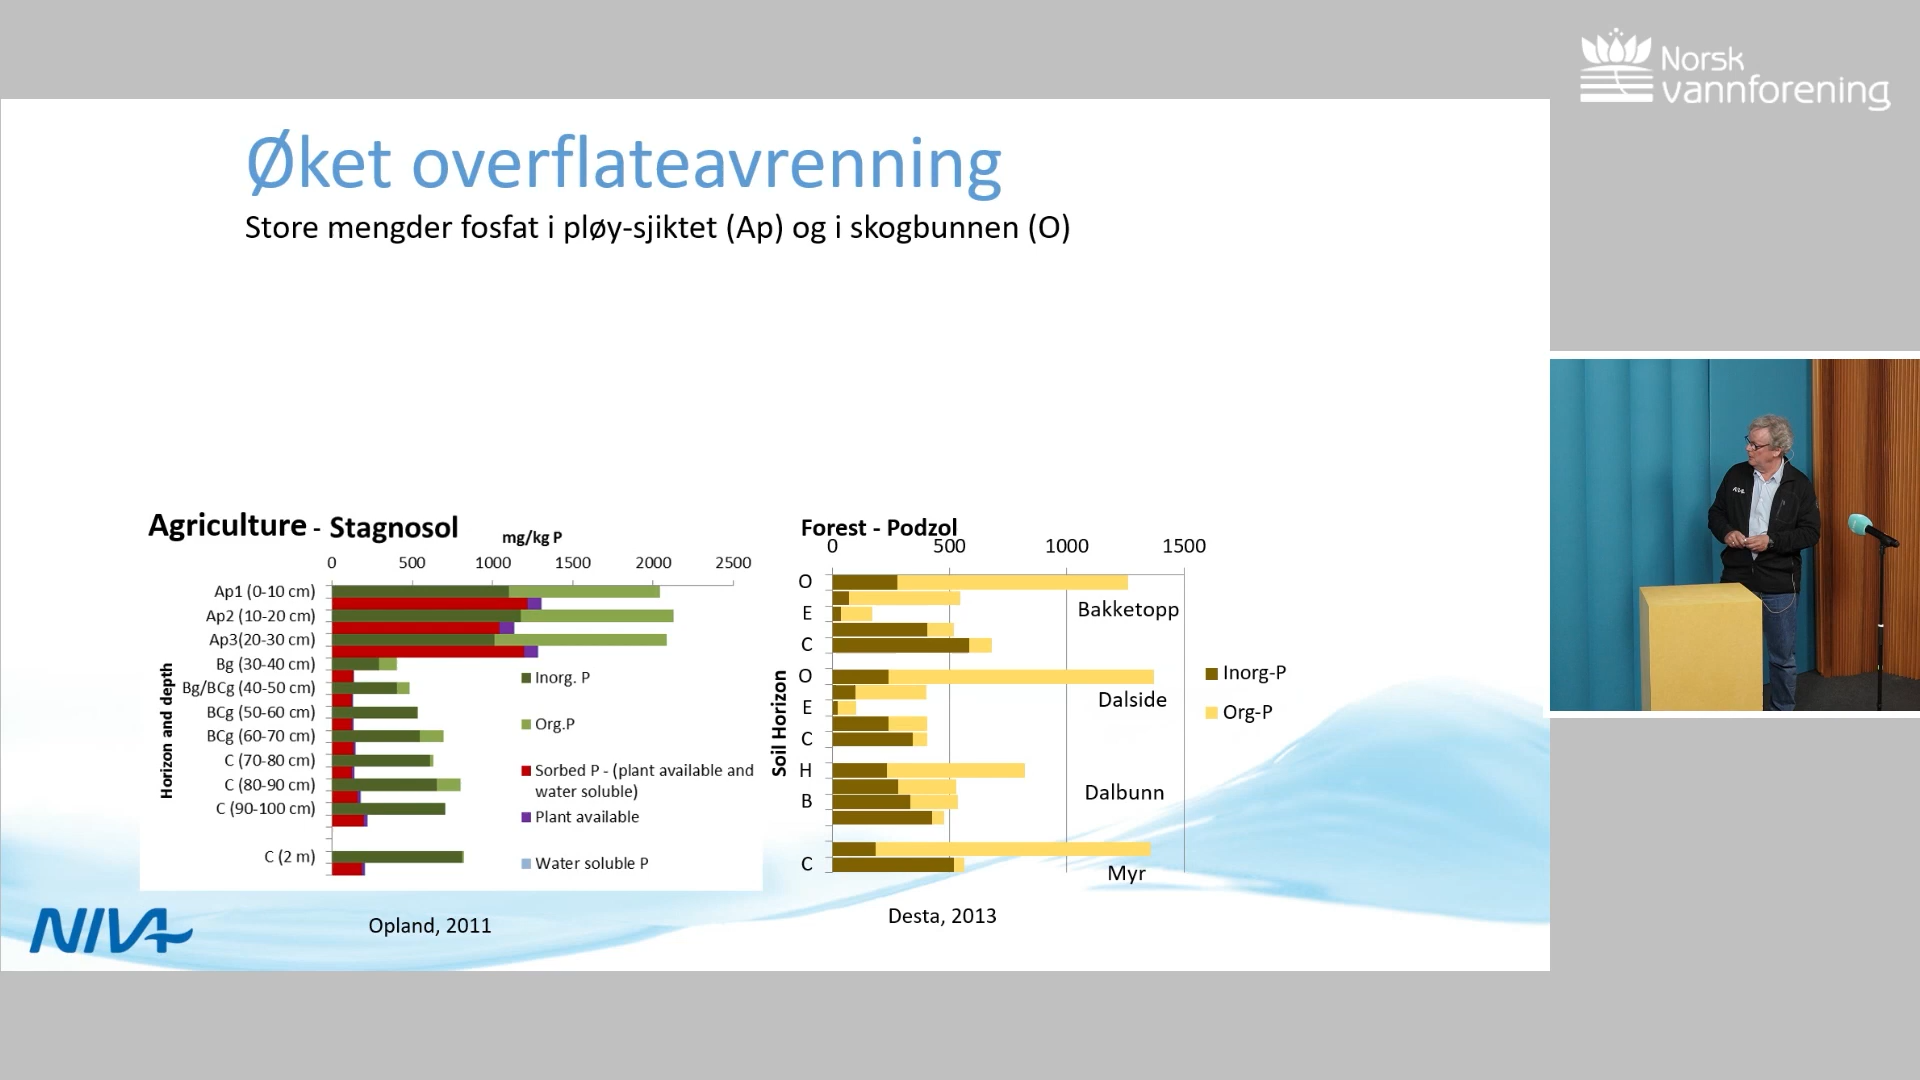 Norsk
vannforening
Øket overflateavrenning
Store mengder fosfat i pløy-sjiktet (Ap) og i skogbunnen (O)
Agriculture - Stagnosol
mg/kg P
0 500 1000 1500 2000 2500
Horizon and depth
Ap1 (0-10 cm)
Ap2 (10-20 cm)
Ap3(20-30 cm)
Bg (30-40 cm)
Bg/BCg (40-50 cm)
BCg (50-60 cm)
BCg (60-70 cm)
C (70-80 cm)
C (80-90 cm)
C (90-100 cm)
C (2 m)
Inorg. P
Org.P
Sorbed P - (plant available and
water soluble)
Plant available
Water soluble P
Opland, 2011
Forest - Podzol
0 500 1000 1500
Soil Horizon
O
E
C
O
E
C
H
B
C
Bakketopp
Dalside
Dalbunn
Myr
Inorg-P
Org-P
Desta, 2013
NIVA
NIVA